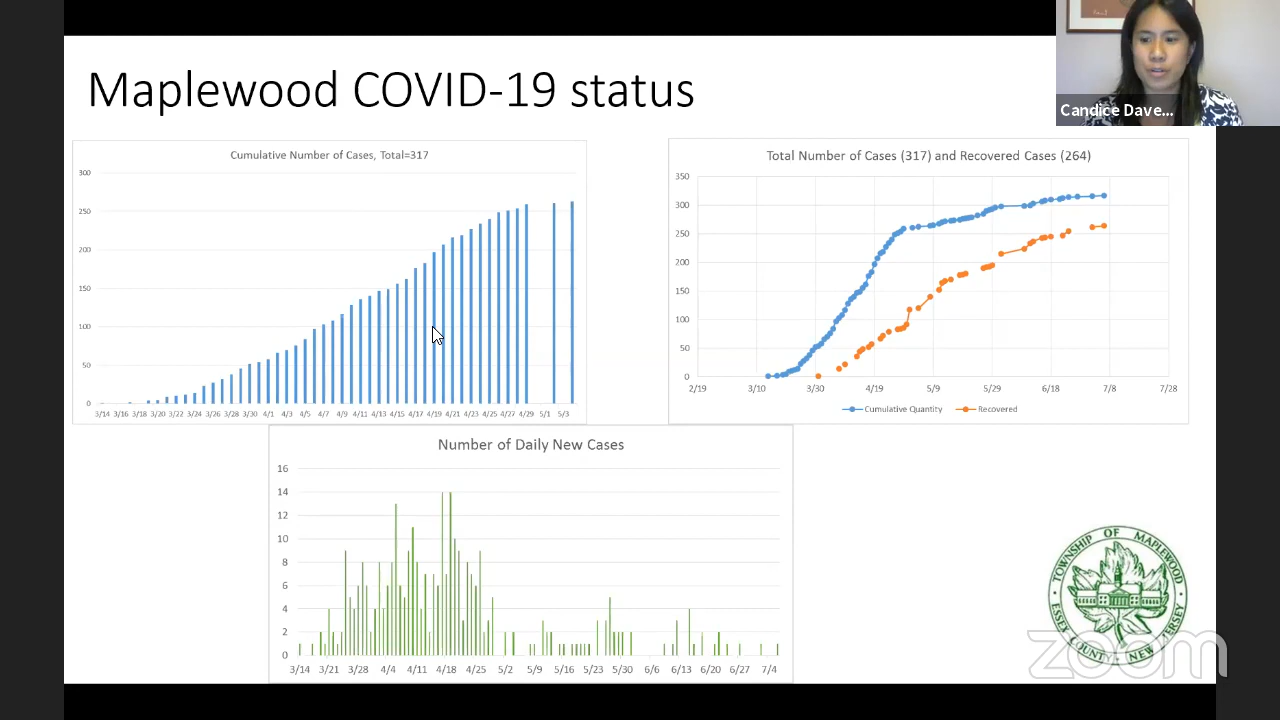 Maplewood COVID-19 status
Candice Dave...
Cumulative Number of Cases, Total=317
300
250
200
150
100
50
0
3/14 3/16 3/18 3/20 3/22 3/24 3/26 3/28 3/30 4/1 4/3 4/5 4/7 4/9 4/11 4/13 4/15 4/17 4/19 4/21 4/23 4/25 4/27 4/29 5/1 5/3
Total Number of Cases (317) and Recovered Cases (264)
350
300
250
200
150
100
50
0
2/19 3/10 3/30 4/19 5/9 5/29 6/18 7/8 7/28
Cumulative Quantity Recovered
Number of Daily New Cases
16
14
12
10
8
6
4
2
0
3/14 3/21 3/28 4/4 4/11 4/18 4/25 5/2 5/9 5/16 5/23 5/30 6/6 6/13 6/20 6/27 7/4
TOWNSHIP OF MAPLEWOOD
ESSEX COUNTY, NEW JERSEY
zoom